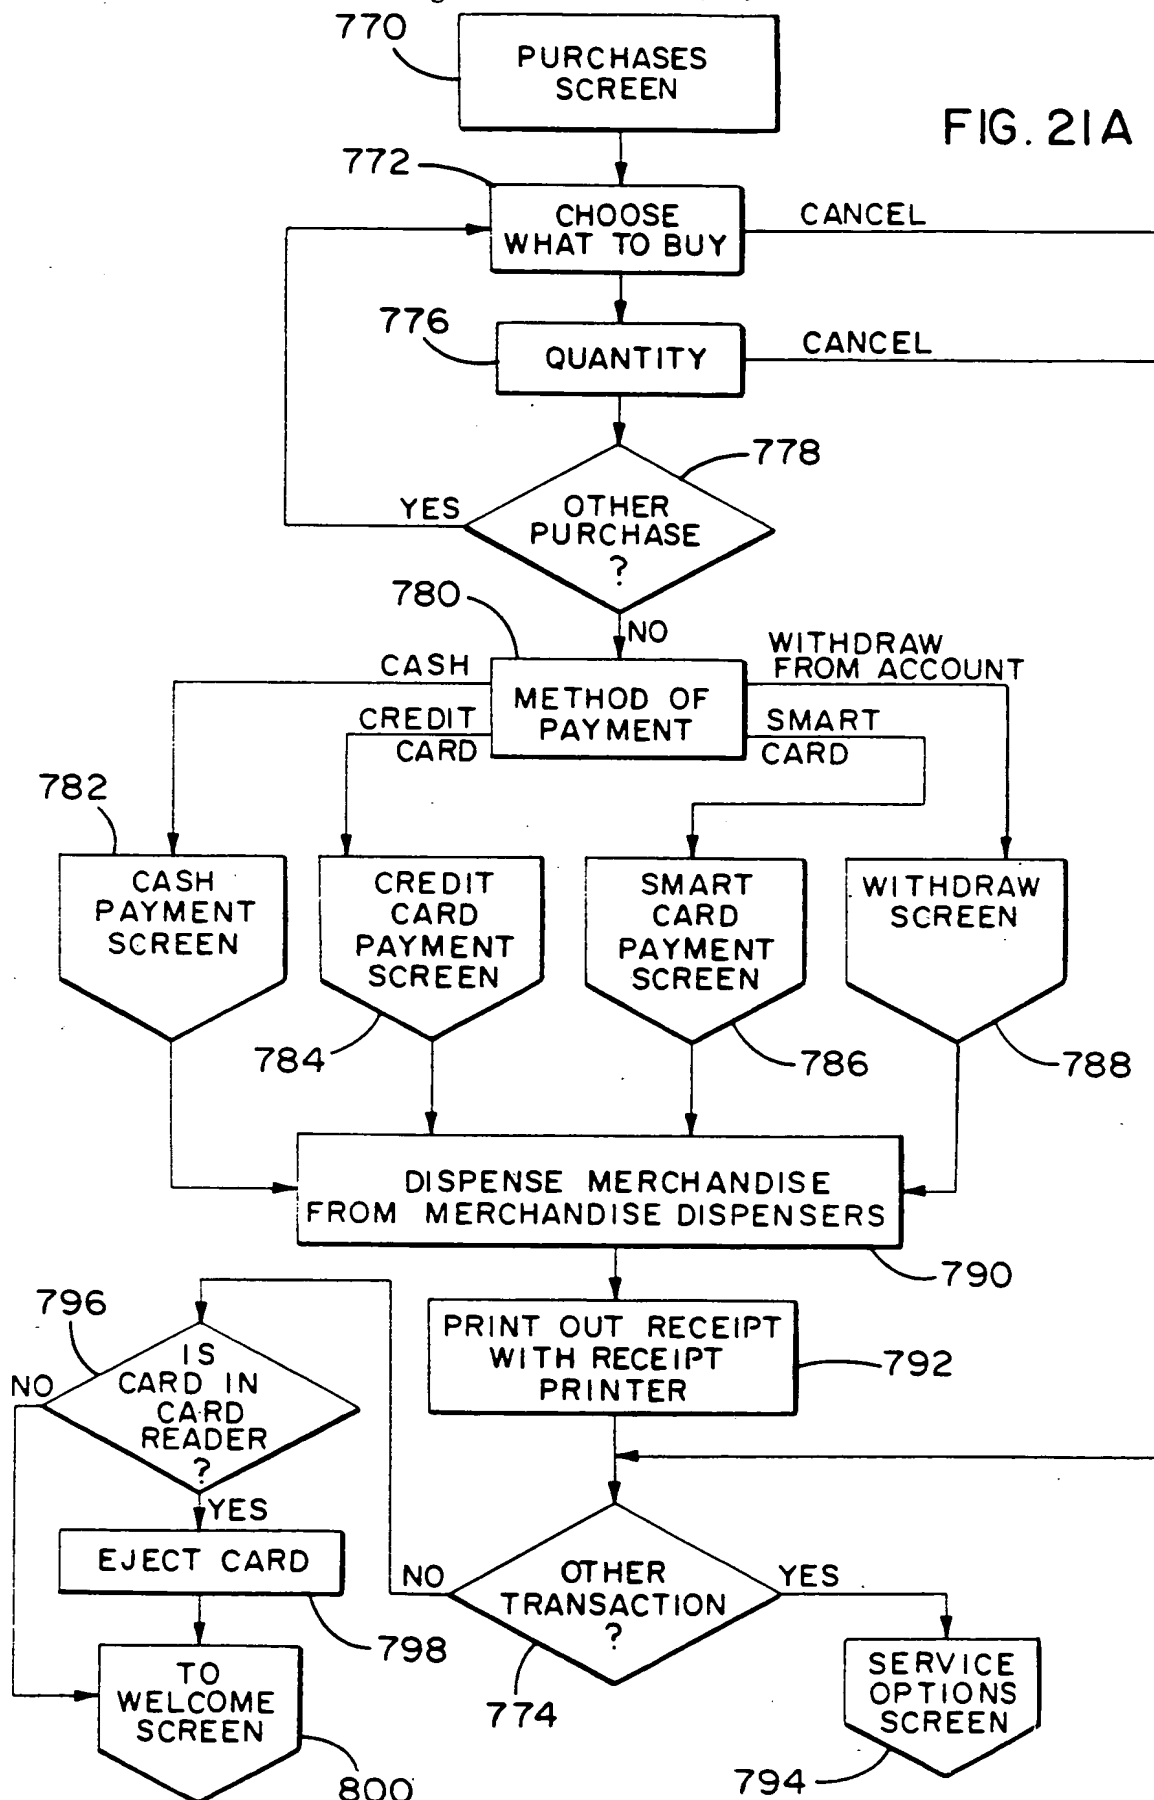 770
PURCHASES
SCREEN
FIG. 21A
772
CHOOSE
WHAT TO BUY
CANCEL
776
QUANTITY
CANCEL
778
YES
OTHER
PURCHASE
?
780
NO
CASH
WITHDRAW
FROM ACCOUNT
METHOD OF
PAYMENT
CREDIT
CARD
SMART
CARD
782
CASH
PAYMENT
SCREEN
CREDIT
CARD
PAYMENT
SCREEN
SMART
CARD
PAYMENT
SCREEN
WITHDRAW
SCREEN
784
786
788
DISPENSE MERCHANDISE
FROM MERCHANDISE DISPENSERS
790
796
PRINT OUT RECEIPT
WITH RECEIPT
PRINTER
792
NO
IS
CARD IN
CARD
READER
?
YES
EJECT CARD
798
NO
OTHER
TRANSACTION
?
YES
774
TO
WELCOME
SCREEN
800
SERVICE
OPTIONS
SCREEN
794